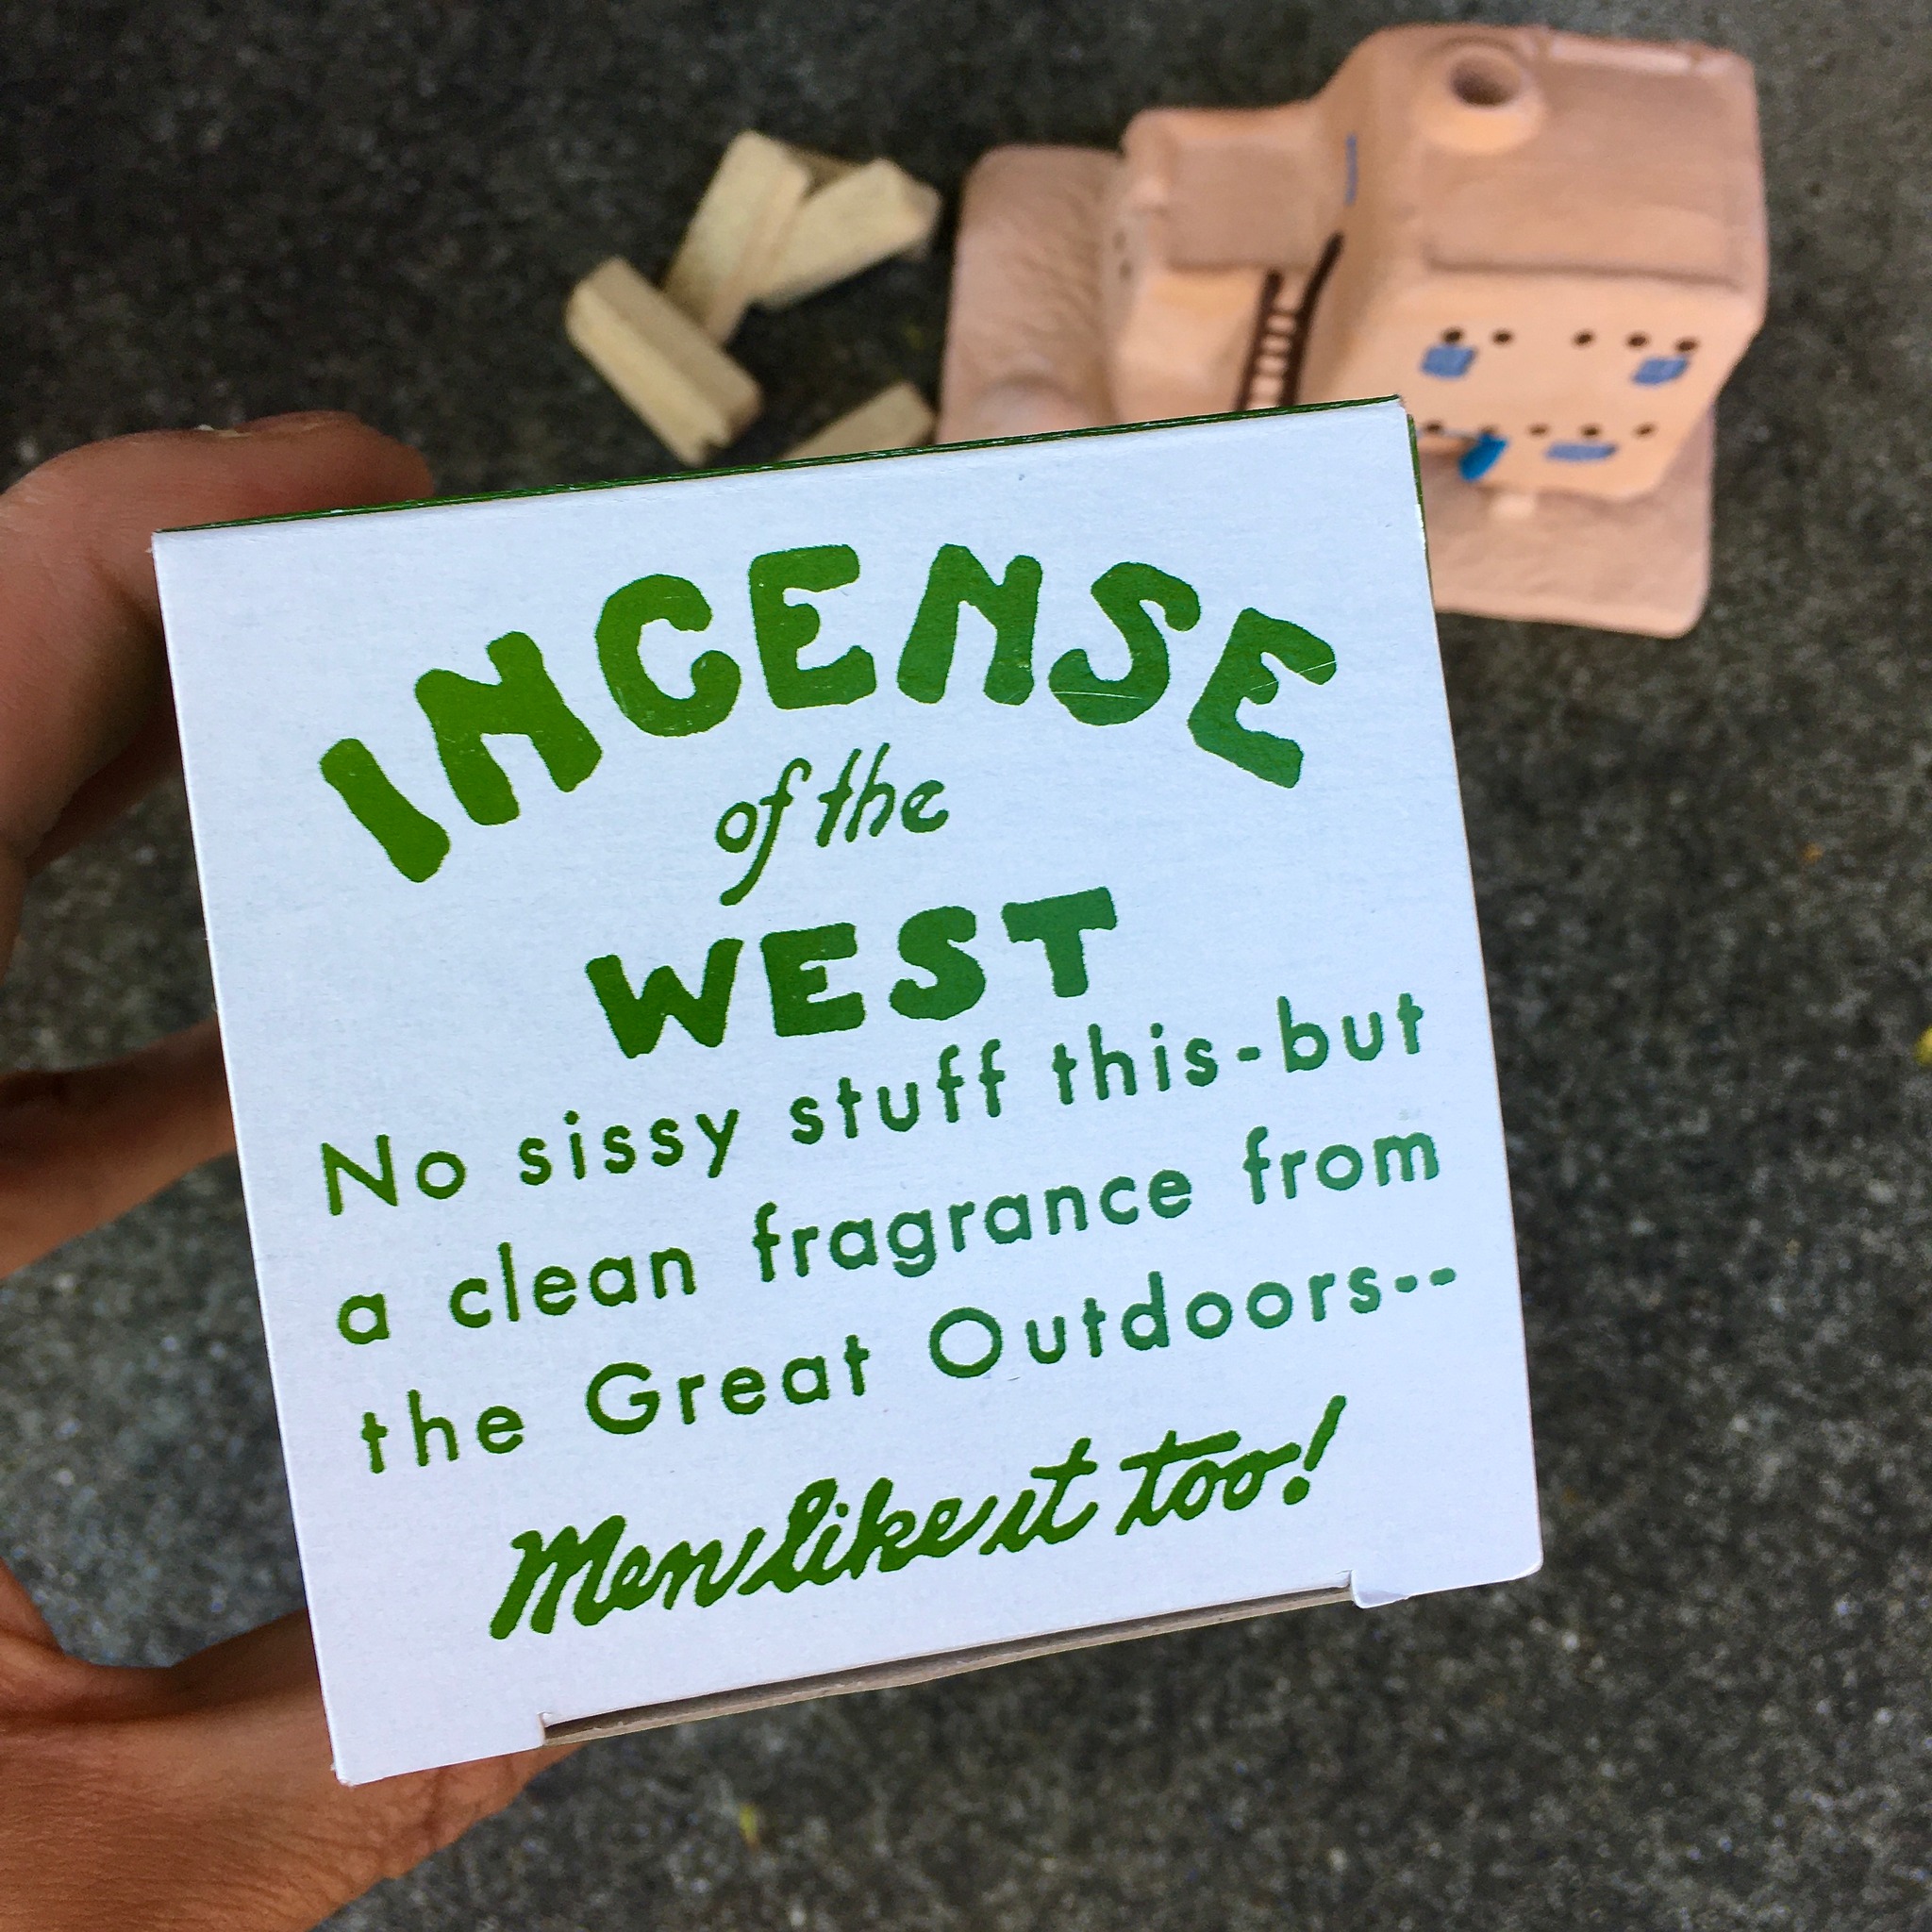 INCENSE
of the
WEST
No sissy stuff this-but
a clean fragrance from
the Great Outdoors--
Men like it too!